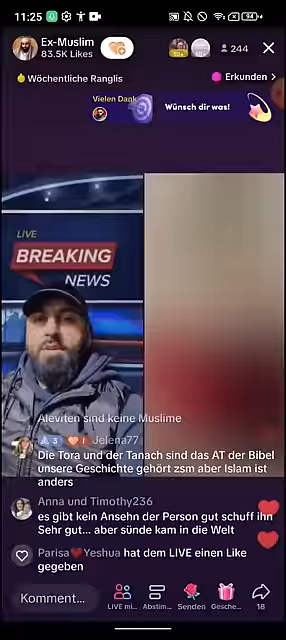 11:25
94
Ex-Muslim
83.5K Likes
244
Wöchentliche Ranglis
Erkunden >
Vielen Dank
Wünsch dir was!
LIVE
BREAKING
NEWS
Aleviten sind keine Muslime
3 1 Jelena77
Die Tora und der Tanach sind das AT der Bibel
unsere Geschichte gehört zsm aber Islam ist
anders
Anna und Timothy236
es gibt kein Ansehn der Person gut schuff ihn
Sehr gut... aber sünde kam in die Welt
Parisa❤️Yeshua hat dem LIVE einen Like
gegeben
Komment...
LIVE mi...
Abstim...
Senden
Gesche...
18